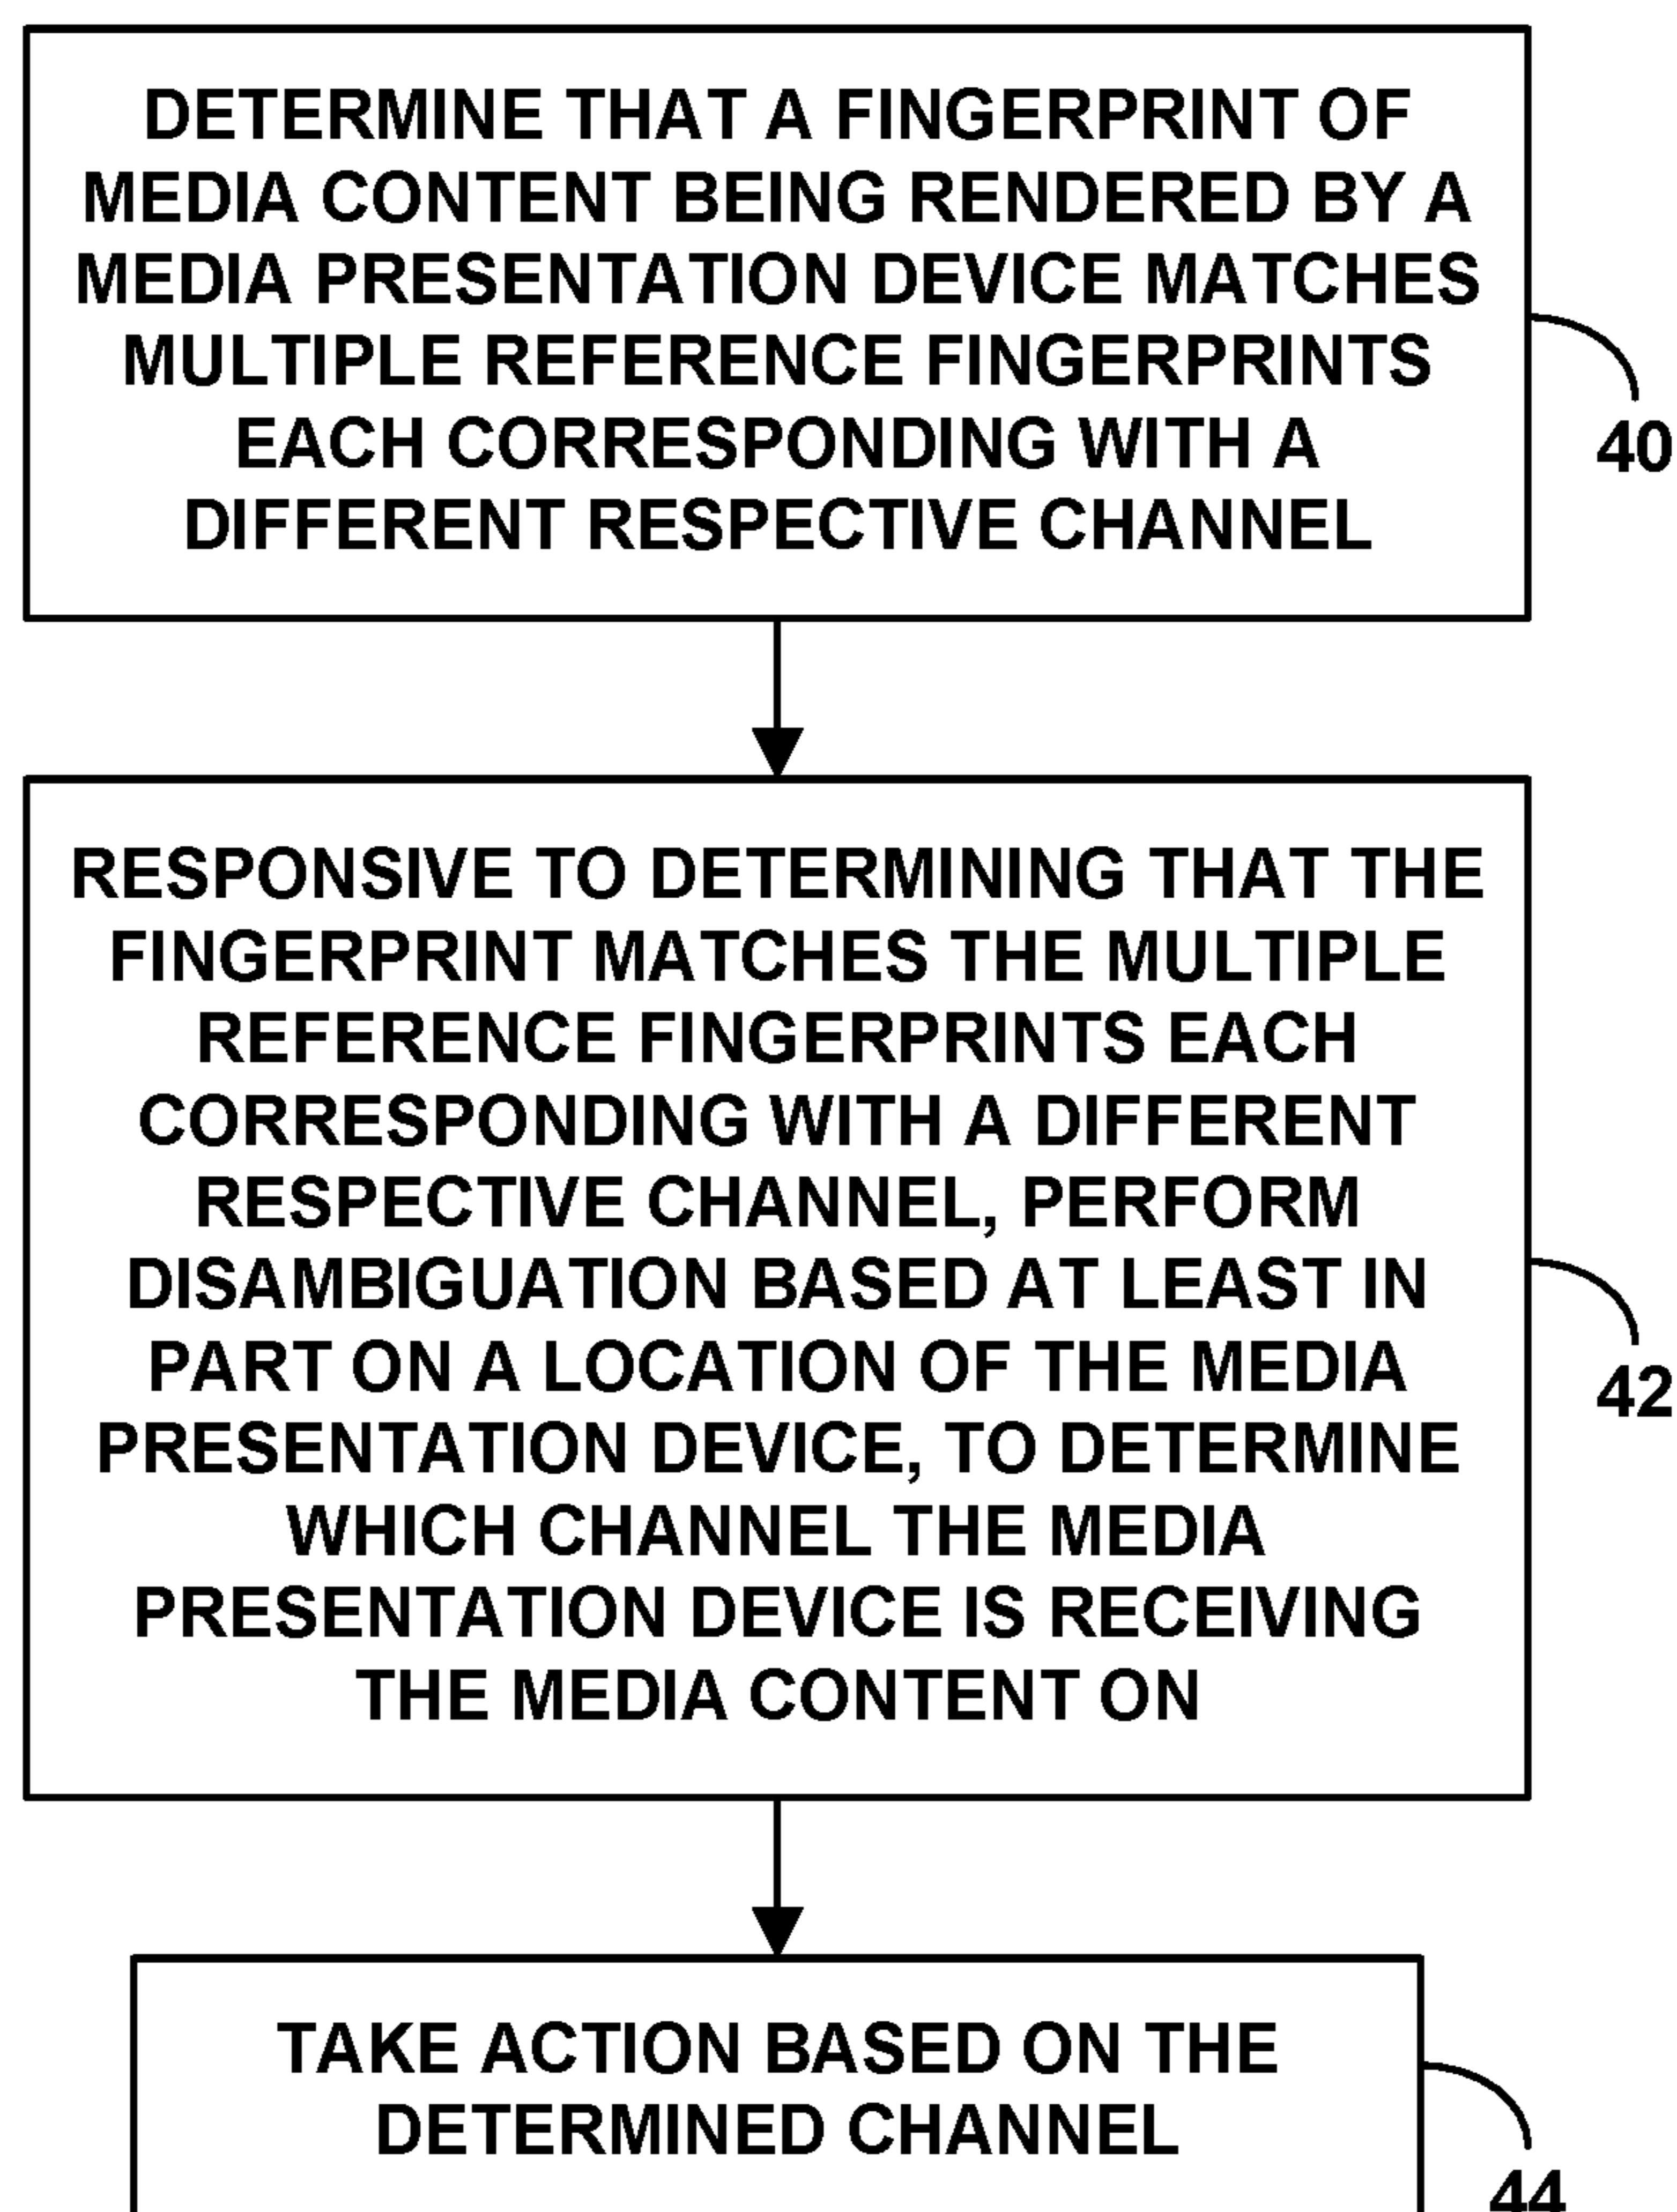 DETERMINE THAT A FINGERPRINT OF
MEDIA CONTENT BEING RENDERED BY A
MEDIA PRESENTATION DEVICE MATCHES
MULTIPLE REFERENCE FINGERPRINTS
EACH CORRESPONDING WITH A
DIFFERENT RESPECTIVE CHANNEL
40
RESPONSIVE TO DETERMINING THAT THE
FINGERPRINT MATCHES THE MULTIPLE
REFERENCE FINGERPRINTS EACH
CORRESPONDING WITH A DIFFERENT
RESPECTIVE CHANNEL, PERFORM
DISAMBIGUATION BASED AT LEAST IN
PART ON A LOCATION OF THE MEDIA
PRESENTATION DEVICE, TO DETERMINE
WHICH CHANNEL THE MEDIA
PRESENTATION DEVICE IS RECEIVING
THE MEDIA CONTENT ON
42
TAKE ACTION BASED ON THE
DETERMINED CHANNEL
44